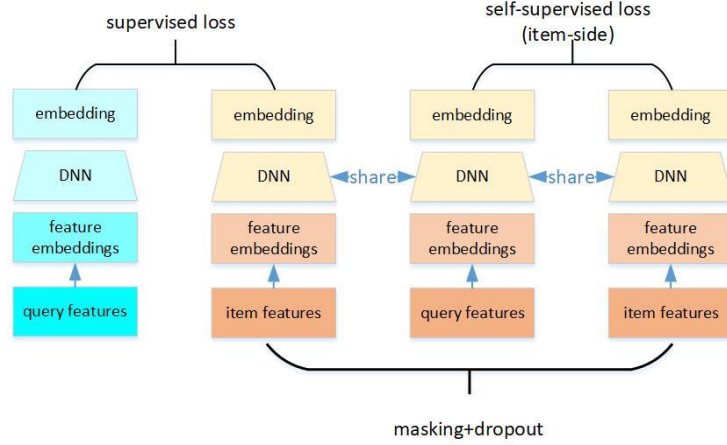 supervised loss
self-supervised loss
(item-side)
embedding
embedding
embedding
embedding
DNN
DNN
share
DNN
share
DNN
feature
embeddings
feature
embeddings
feature
embeddings
feature
embeddings
query features
item features
query features
item features
masking+dropout